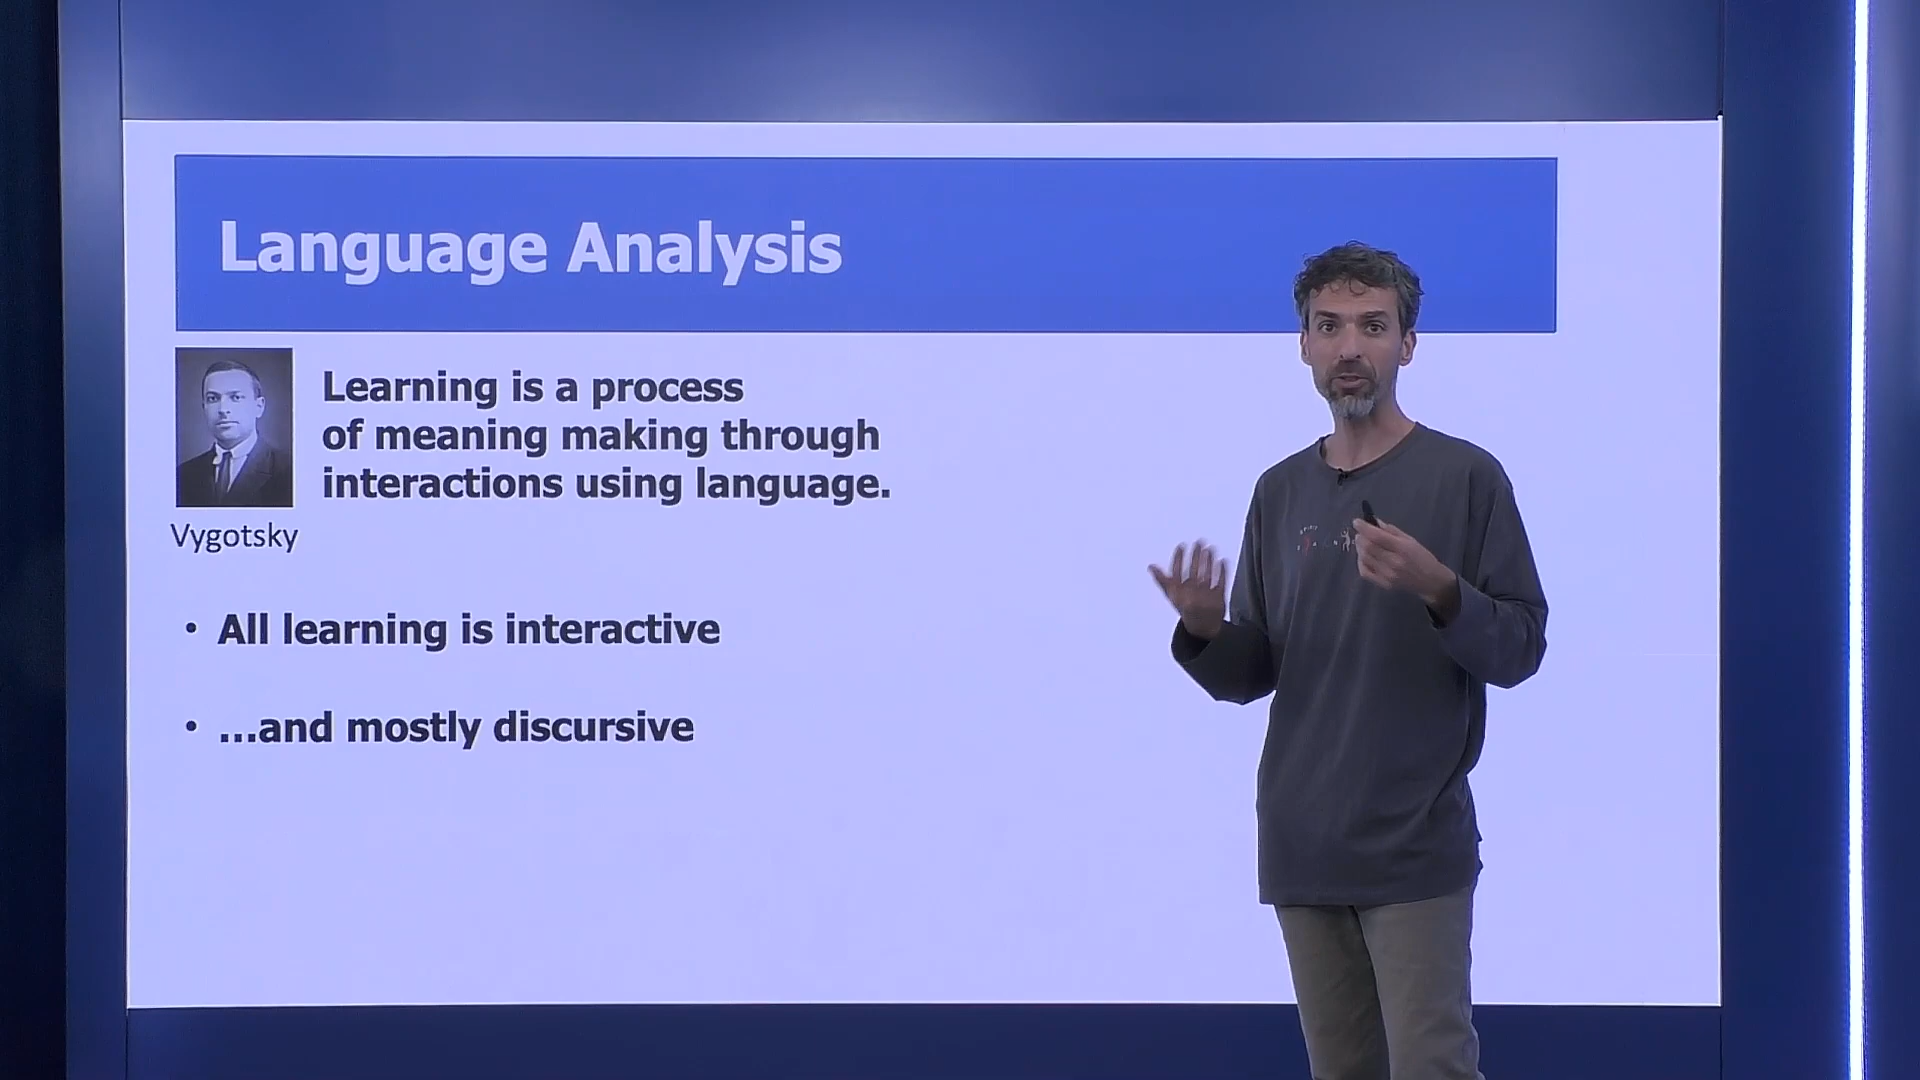 Language Analysis
Learning is a process
of meaning making through
interactions using language.
Vygotsky
• All learning is interactive
• ...and mostly discursive